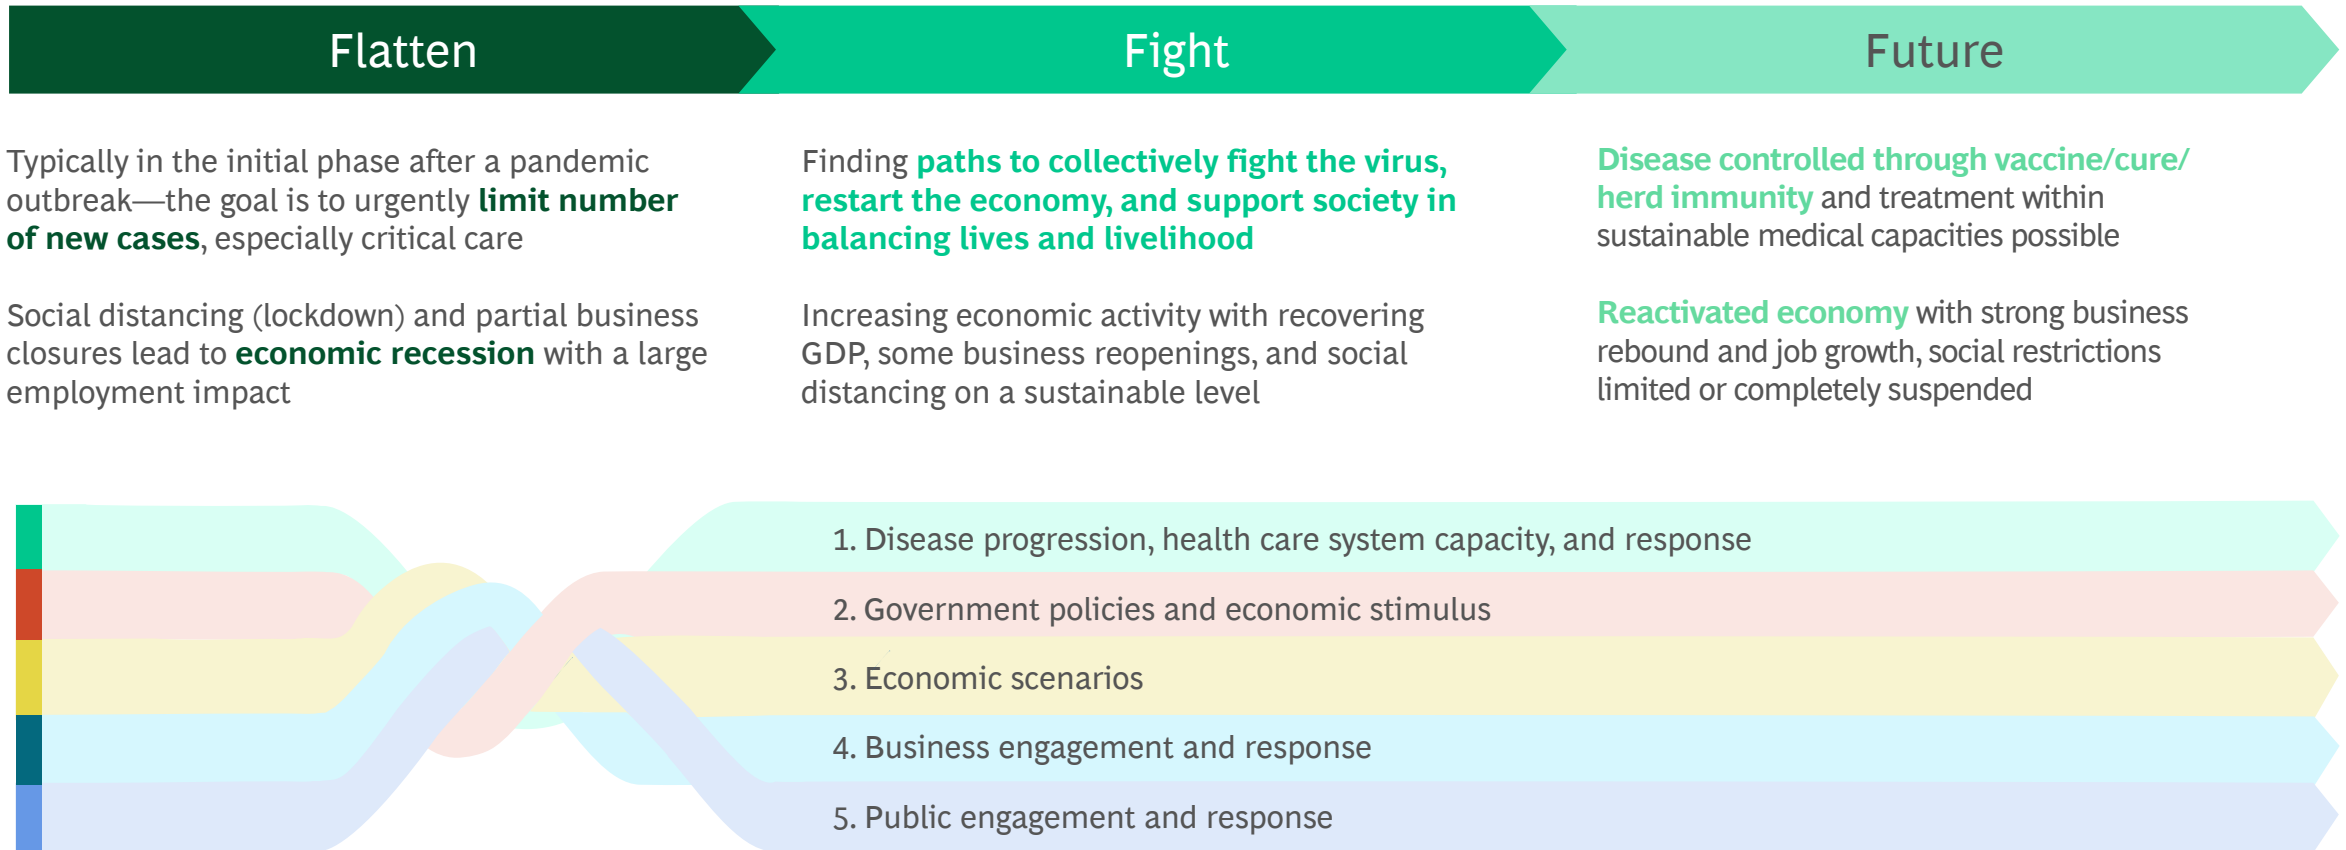 Flatten
Fight
Future
Typically in the initial phase after a pandemic
outbreak—the goal is to urgently limit number
of new cases, especially critical care
Social distancing (lockdown) and partial business
closures lead to economic recession with a large
employment impact
Finding paths to collectively fight the virus,
restart the economy, and support society in
balancing lives and livelihood
Increasing economic activity with recovering
GDP, some business reopenings, and social
distancing on a sustainable level
Disease controlled through vaccine/cure/
herd immunity and treatment within
sustainable medical capacities possible
Reactivated economy with strong business
rebound and job growth, social restrictions
limited or completely suspended
1. Disease progression, health care system capacity, and response
2. Government policies and economic stimulus
3. Economic scenarios
4. Business engagement and response
5. Public engagement and response